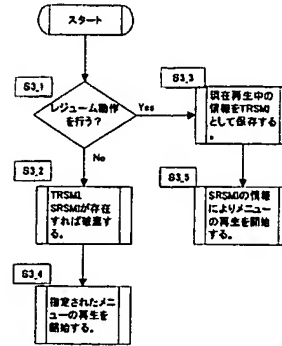 スタート
S3_1
レジューム動作
を行う?
Yes
No
S3_3
現在再生中の
情報をTRSMI
として保存する
。
S3_2
TRSMI,
SRSMIが存在
すれば破棄す
る。
S3_5
SRSMIの情報
によりメニュー
の再生を開始
する。
S3_4
指定されたメニ
ューの再生を
開始する。